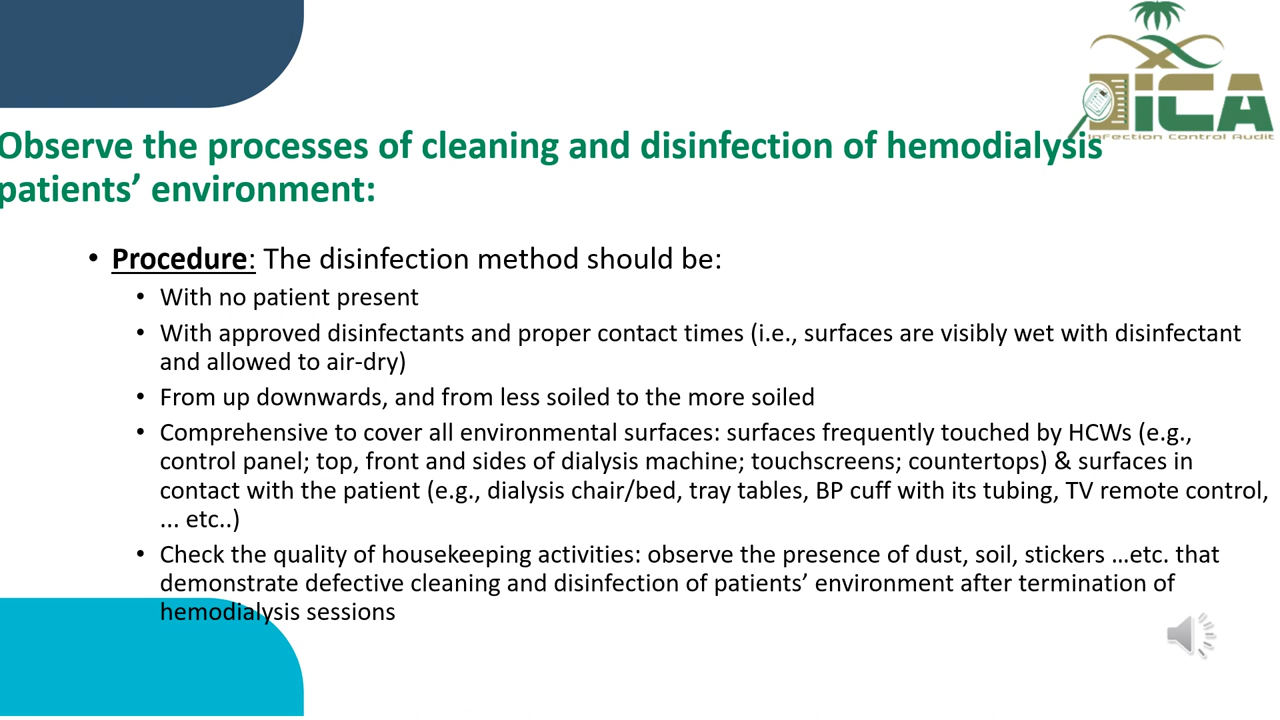 iCA
Infection Control Audit
Observe the processes of cleaning and disinfection of hemodialysis
patients’ environment:
• Procedure: The disinfection method should be:
• With no patient present
• With approved disinfectants and proper contact times (i.e., surfaces are visibly wet with disinfectant
and allowed to air-dry)
• From up downwards, and from less soiled to the more soiled
• Comprehensive to cover all environmental surfaces: surfaces frequently touched by HCWs (e.g.,
control panel; top, front and sides of dialysis machine; touchscreens; countertops) & surfaces in
contact with the patient (e.g., dialysis chair/bed, tray tables, BP cuff with its tubing, TV remote control,
... etc..)
• Check the quality of housekeeping activities: observe the presence of dust, soil, stickers ...etc. that
demonstrate defective cleaning and disinfection of patients’ environment after termination of
hemodialysis sessions